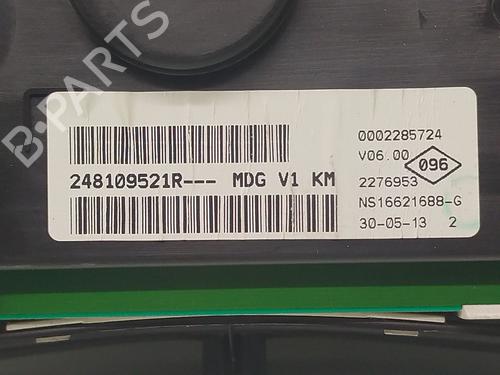 B-PARTS
0002285724
V06.00
096
248109521R--- MDG V1 KM
2276953
NS16621688-G
30-05-13 2